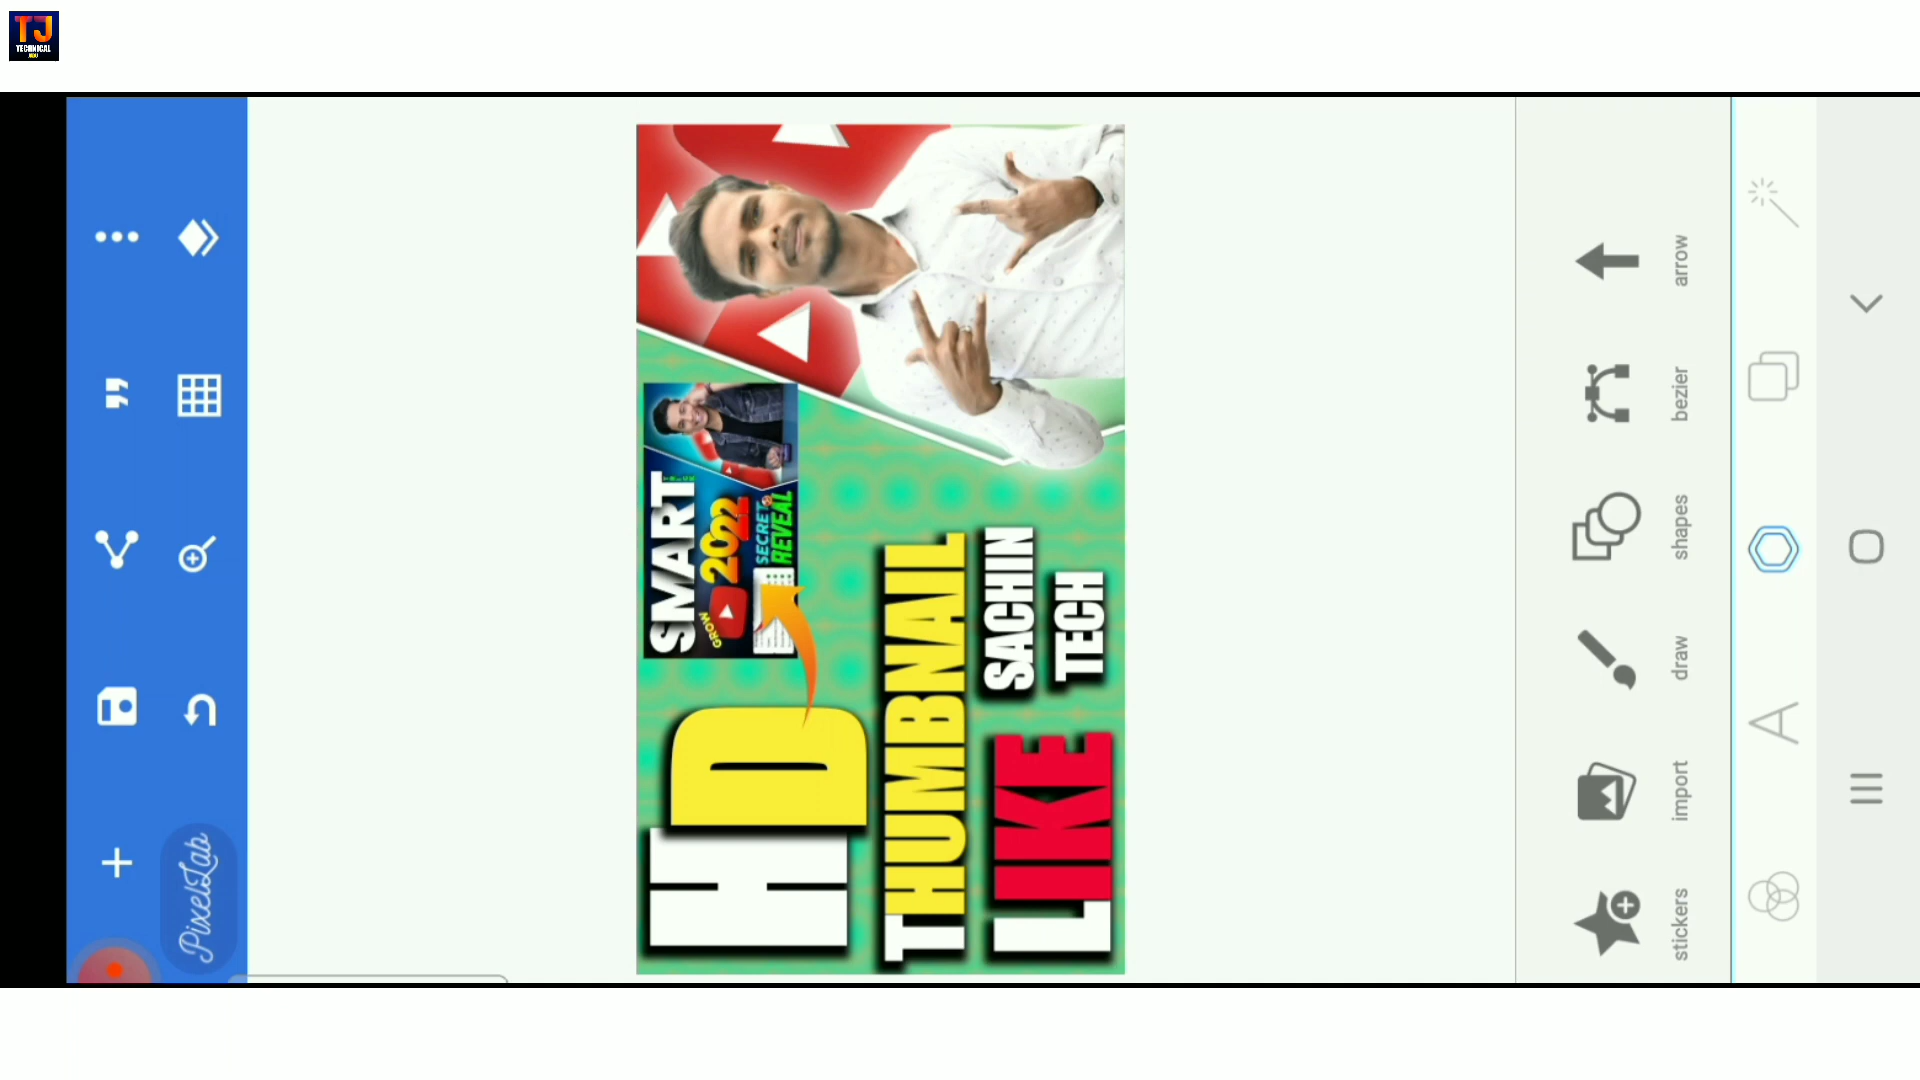 TJ
TECHNICAL
PixelLab
SMART
GROW
2022
SECRET
REVEAL
HD
THUMBNAIL
LIKE
SACHIN
TECH
stickers
import
draw
shapes
bezier
arrow
A